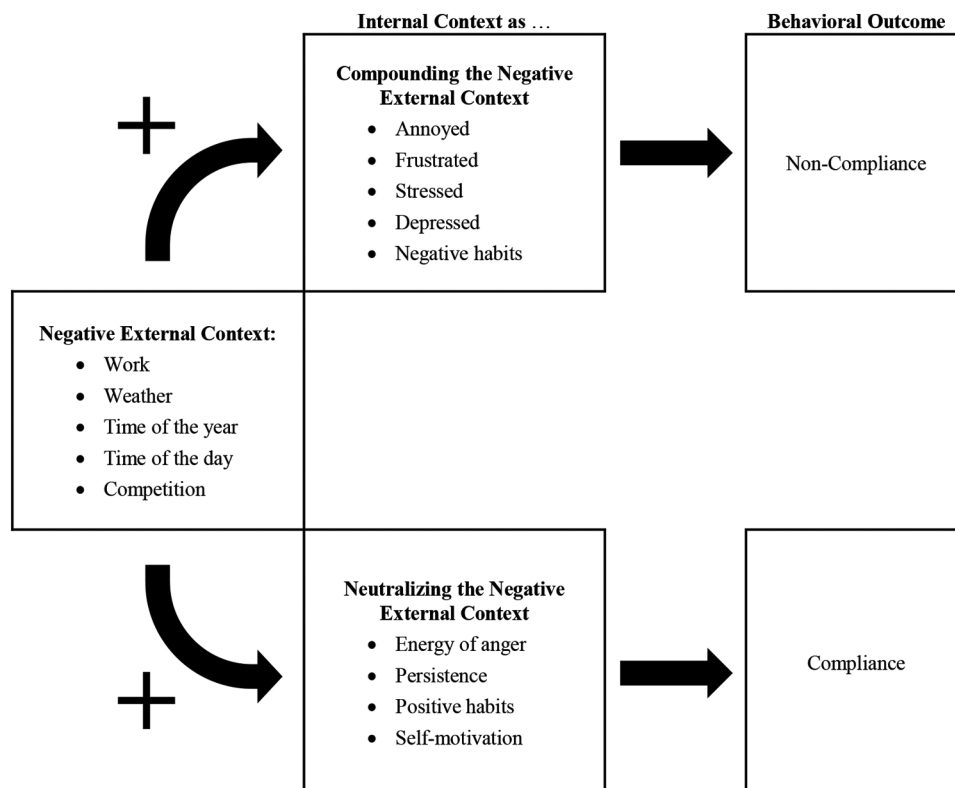 Internal Context as …
Behavioral Outcome
Compounding the Negative
External Context
• Annoyed
• Frustrated
• Stressed
• Depressed
• Negative habits
Non-Compliance
Negative External Context:
• Work
• Weather
• Time of the year
• Time of the day
• Competition
Neutralizing the Negative
External Context
• Energy of anger
• Persistence
• Positive habits
• Self-motivation
Compliance